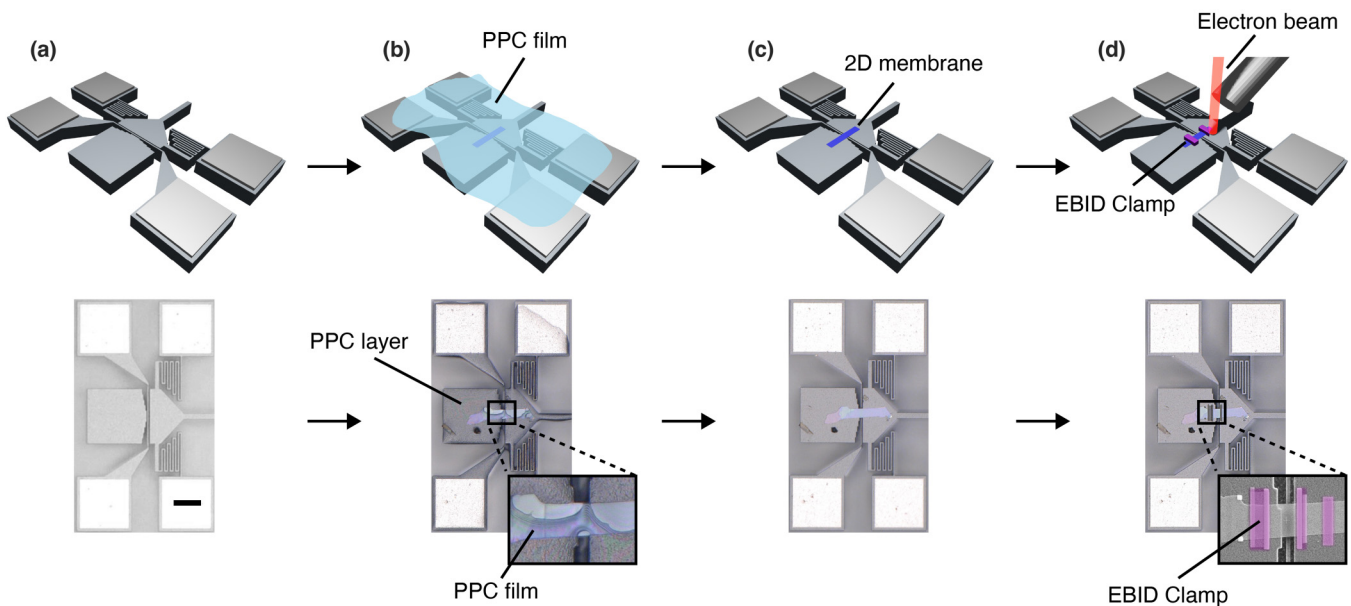 (a)
(b)
PPC film
(c)
2D membrane
(d)
Electron beam
EBID Clamp
PPC layer
PPC film
EBID Clamp